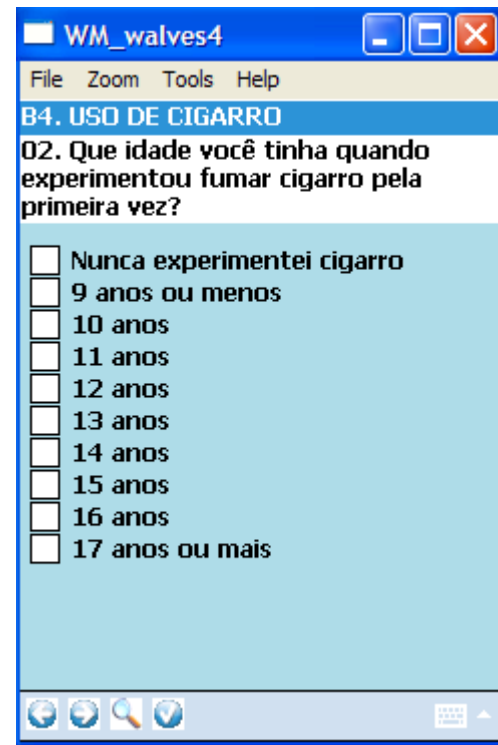 WM_walves4
File Zoom Tools Help
B4. USO DE CIGARRO
02. Que idade você tinha quando
experimentou fumar cigarro pela
primeira vez?
Nunca experimentei cigarro
9 anos ou menos
10 anos
11 anos
12 anos
13 anos
14 anos
15 anos
16 anos
17 anos ou mais